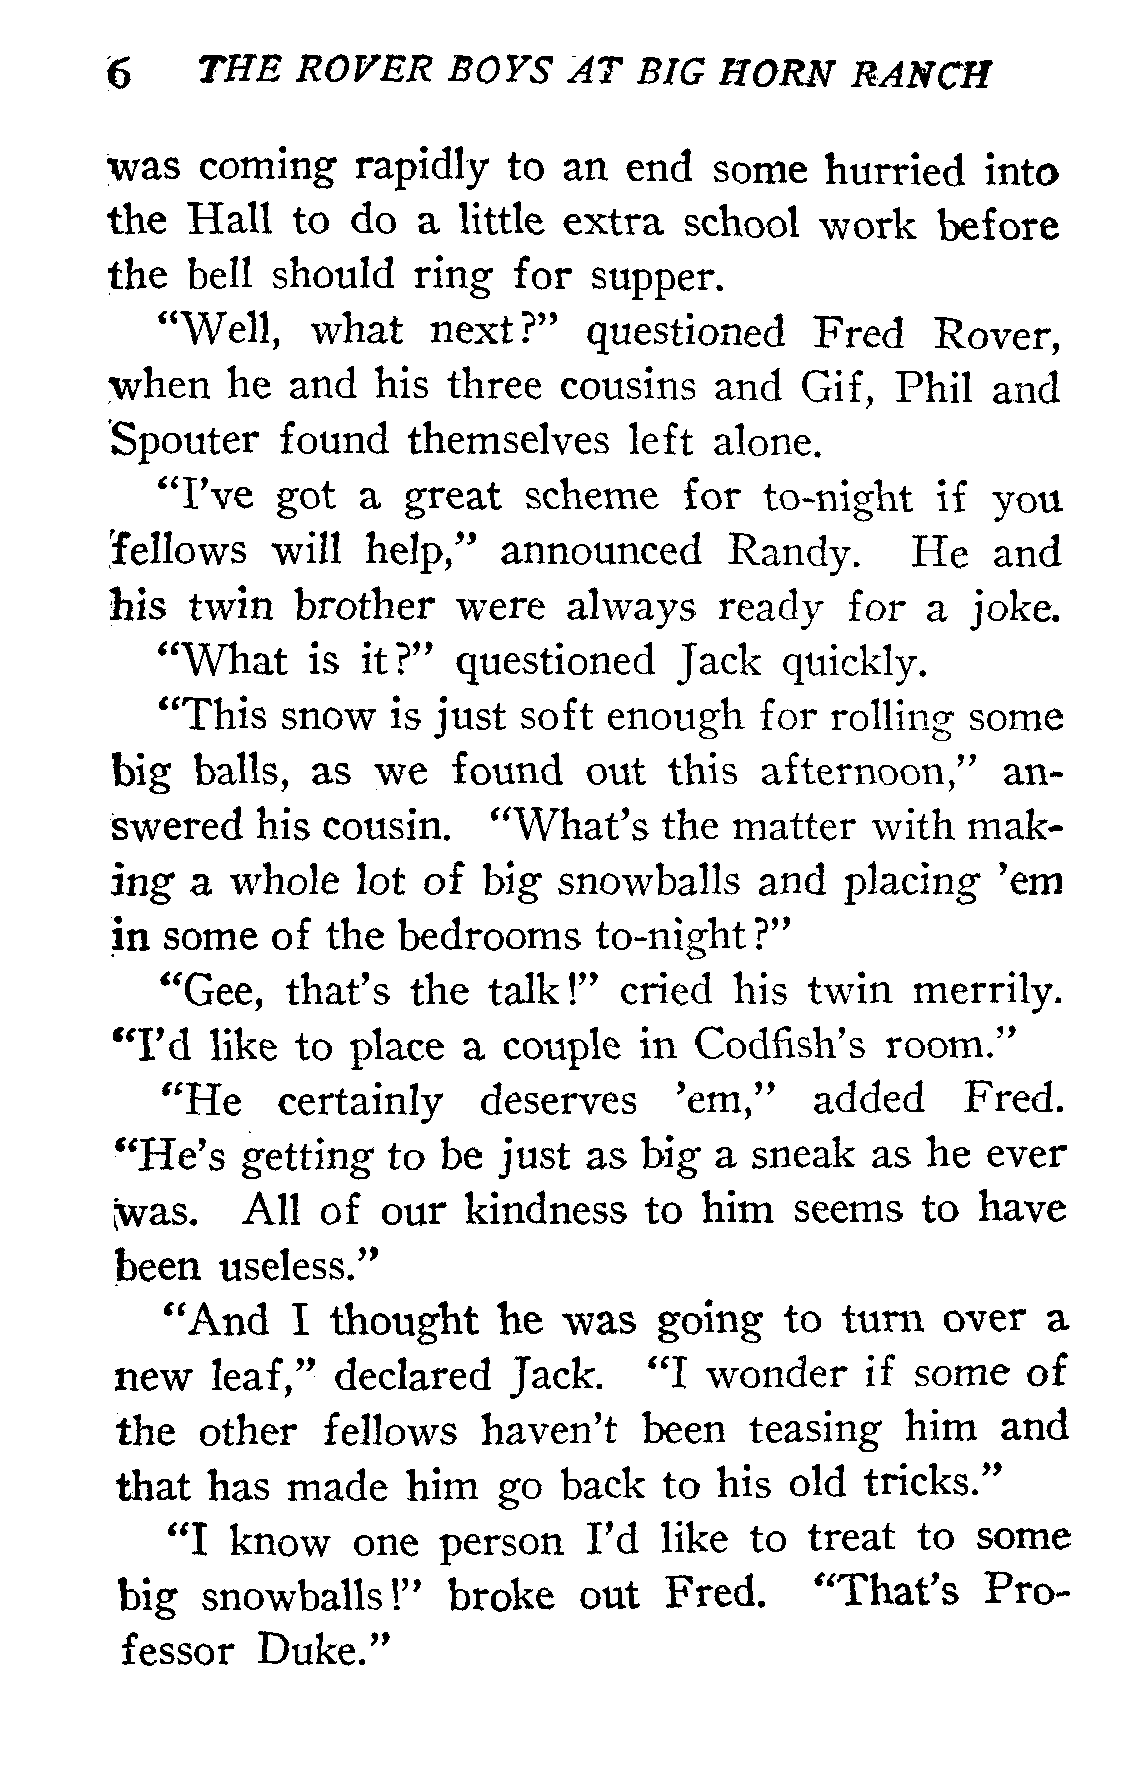 6 THE ROVER BOYS AT BIG HORN RANCH
was coming rapidly to an end some hurried into
the Hall to do a little extra school work before
the bell should ring for supper.
“Well, what next?” questioned Fred Rover,
when he and his three cousins and Gif, Phil and
Spouter found themselves left alone.
“I’ve got a great scheme for to-night if you
fellows will help,” announced Randy. He and
his twin brother were always ready for a joke.
“What is it?” questioned Jack quickly.
“This snow is just soft enough for rolling some
big balls, as we found out this afternoon,” an-
swered his cousin. “What’s the matter with mak-
ing a whole lot of big snowballs and placing ’em
in some of the bedrooms to-night?”
“Gee, that’s the talk!” cried his twin merrily.
“I’d like to place a couple in Codfish’s room.”
“He certainly deserves ’em,” added Fred.
“He’s getting to be just as big a sneak as he ever
was. All of our kindness to him seems to have
been useless.”
“And I thought he was going to turn over a
new leaf,” declared Jack. “I wonder if some of
the other fellows haven’t been teasing him and
that has made him go back to his old tricks.”
“I know one person I’d like to treat to some
big snowballs!” broke out Fred. “That’s Pro-
fessor Duke.”